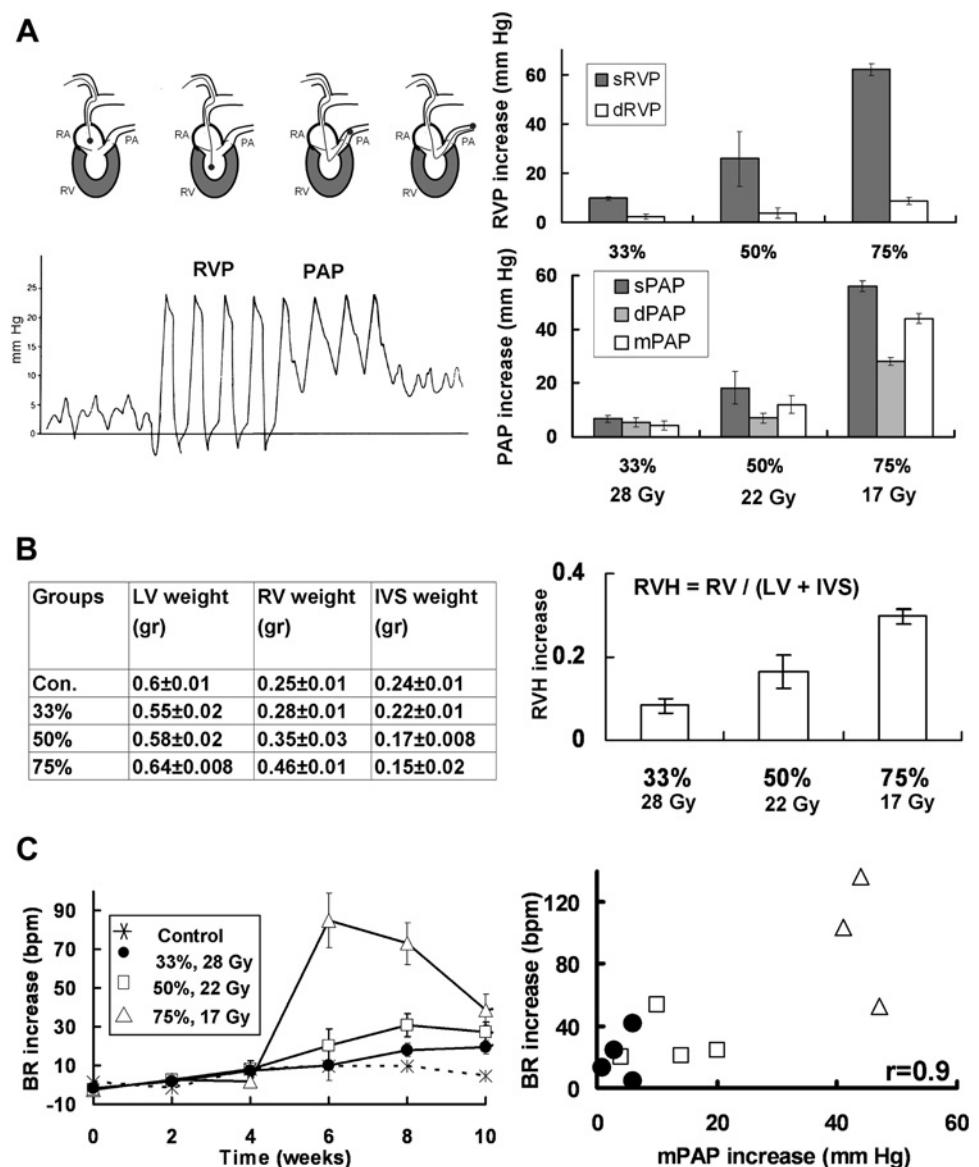 A
RA
PA
RV
RA
PA
RV
RA
PA
RV
RA
PA
RV
mm Hg
25
20
15
10
5
0
RVP
PAP
RVP increase (mm Hg)
60
40
20
0
sRVP
dRVP
33%
50%
75%
PAP increase (mm Hg)
60
40
20
0
sPAP
dPAP
mPAP
33%
50%
75%
28 Gy
22 Gy
17 Gy
B
Groups LV weight RV weight IVS weight
(gr) (gr) (gr)
Con. 0.6±0.01 0.25±0.01 0.24±0.01
33% 0.55±0.02 0.28±0.01 0.22±0.01
50% 0.58±0.02 0.35±0.03 0.17±0.008
75% 0.64±0.008 0.46±0.01 0.15±0.02
RVH increase
0.4
0.2
0
RVH = RV / (LV + IVS)
33%
50%
75%
28 Gy
22 Gy
17 Gy
C
BR increase (bpm)
90
70
50
30
10
-10
Control
33%, 28 Gy
50%, 22 Gy
75%, 17 Gy
0 2 4 6 8 10
Time (weeks)
BR increase (bpm)
120
80
40
0
r=0.9
0 20 40 60
mPAP increase (mm Hg)